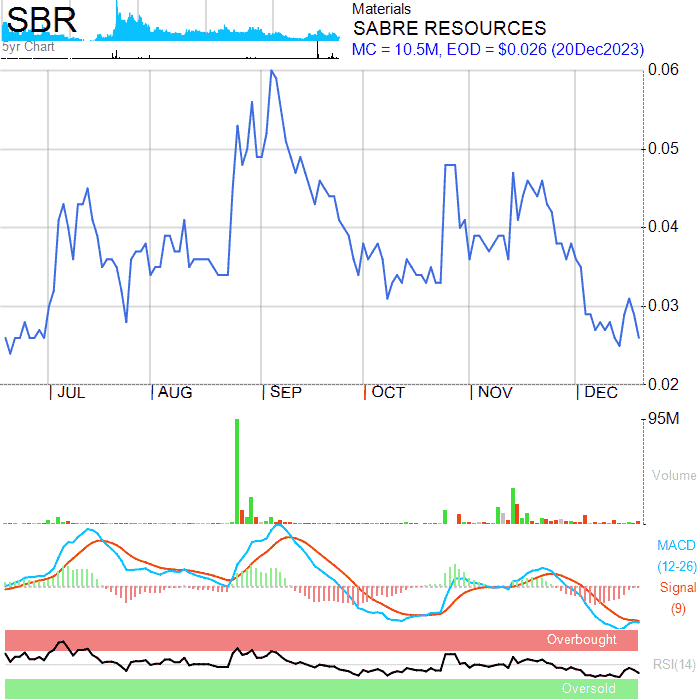 SBR
5yr Chart
Materials
SABRE RESOURCES
MC = 10.5M, EOD = $0.026 (20Dec2023)
0.06
0.05
0.04
0.03
0.02
JUL AUG SEP OCT NOV DEC
95M
Volume
MACD
(12-26)
Signal
(9)
Overbought
RSI(14)
Oversold